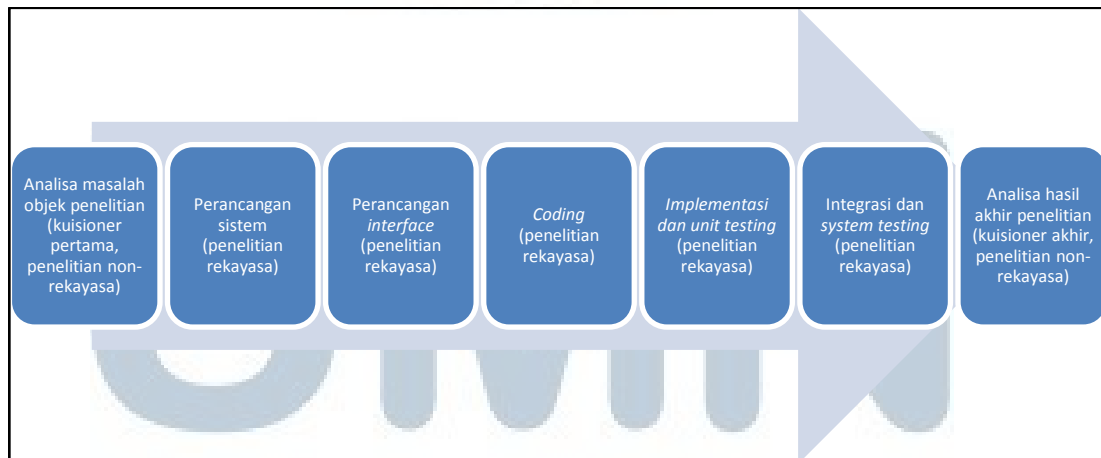 Analisa masalah
objek penelitian
(kuisioner
pertama,
penelitian non-
rekayasa)
Perancangan
sistem
(penelitian
rekayasa)
Perancangan
interface
(penelitian
rekayasa)
Coding
(penelitian
rekayasa)
Implementasi
dan unit testing
(penelitian
rekayasa)
Integrasi dan
system testing
(penelitian
rekayasa)
Analisa hasil
akhir penelitian
(kuisioner akhir,
penelitian non-
rekayasa)